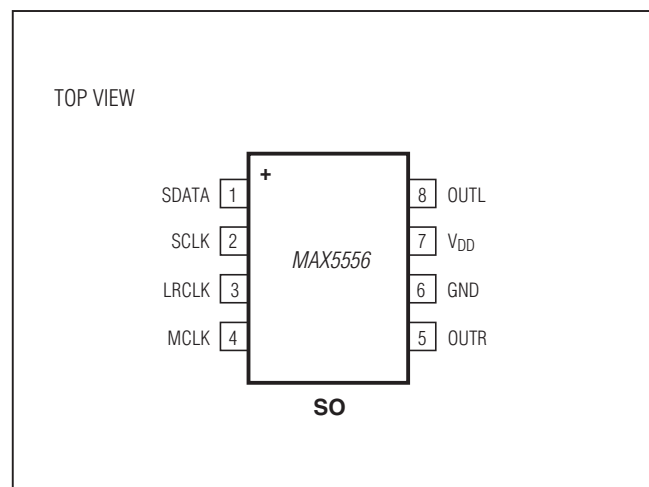 TOP VIEW
+
SDATA 1
SCLK 2
LRCLK 3
MCLK 4
MAX5556
8 OUTL
7 VDD
6 GND
5 OUTR
SO